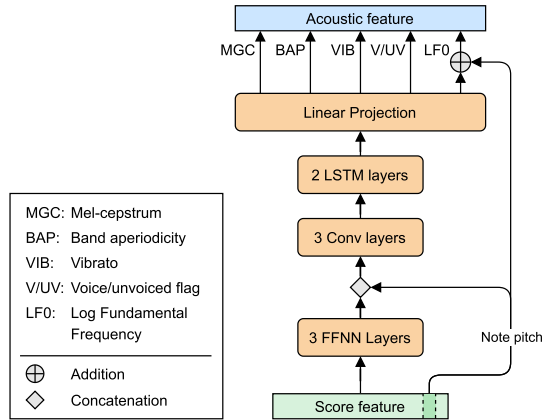 Acoustic feature
MGC BAP VIB V/UV LF0
Linear Projection
2 LSTM layers
3 Conv layers
3 FFNN Layers
Note pitch
Score feature
MGC: Mel-cepstrum
BAP: Band aperiodicity
VIB: Vibrato
V/UV: Voice/unvoiced flag
LF0: Log Fundamental
Frequency
Addition
Concatenation